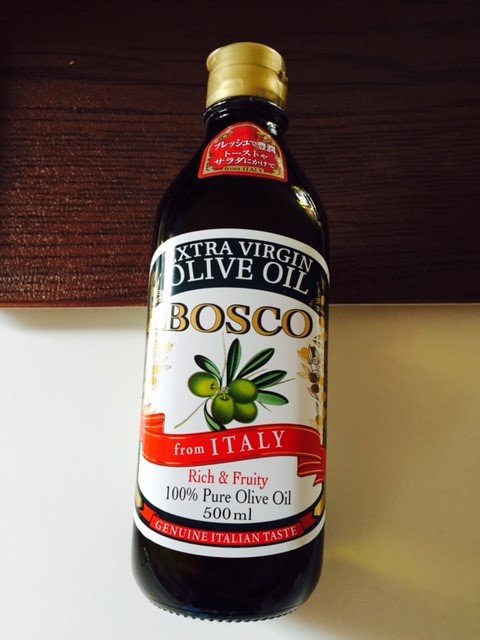 フレッシュで豊潤
トーストや
サラダにかけて
from ITALY
EXTRA VIRGIN
OLIVE OIL
BOSCO
from ITALY
Rich & Fruity
100% Pure Olive Oil
500ml
GENUINE ITALIAN TASTE